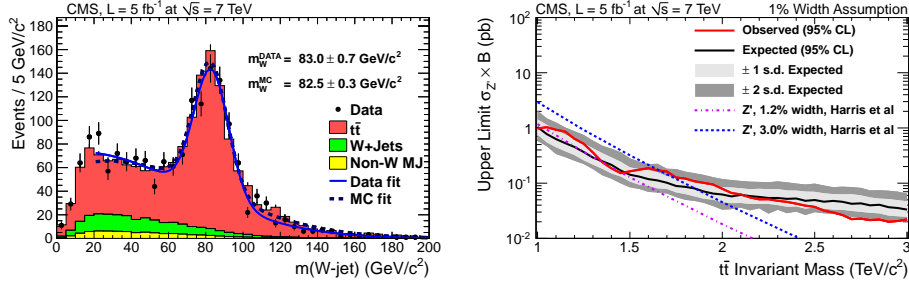 CMS, L = 5 fb⁻¹ at √s = 7 TeV
Events / 5 GeV/c²
180
160
140
120
100
80
60
40
20
0
m_W^DATA = 83.0 ± 0.7 GeV/c²
m_W^MC = 82.5 ± 0.3 GeV/c²
Data
tt̄
W+Jets
Non-W MJ
Data fit
MC fit
0 20 40 60 80 100 120 140 160 180 200
m(W-jet) (GeV/c²)
CMS, L = 5 fb⁻¹ at √s = 7 TeV 1% Width Assumption
Upper Limit σ_Z' × B (pb)
10²
10
1
10⁻¹
10⁻²
Observed (95% CL)
Expected (95% CL)
± 1 s.d. Expected
± 2 s.d. Expected
Z', 1.2% width, Harris et al
Z', 3.0% width, Harris et al
1 1.5 2 2.5 3
tt̄ Invariant Mass (TeV/c²)